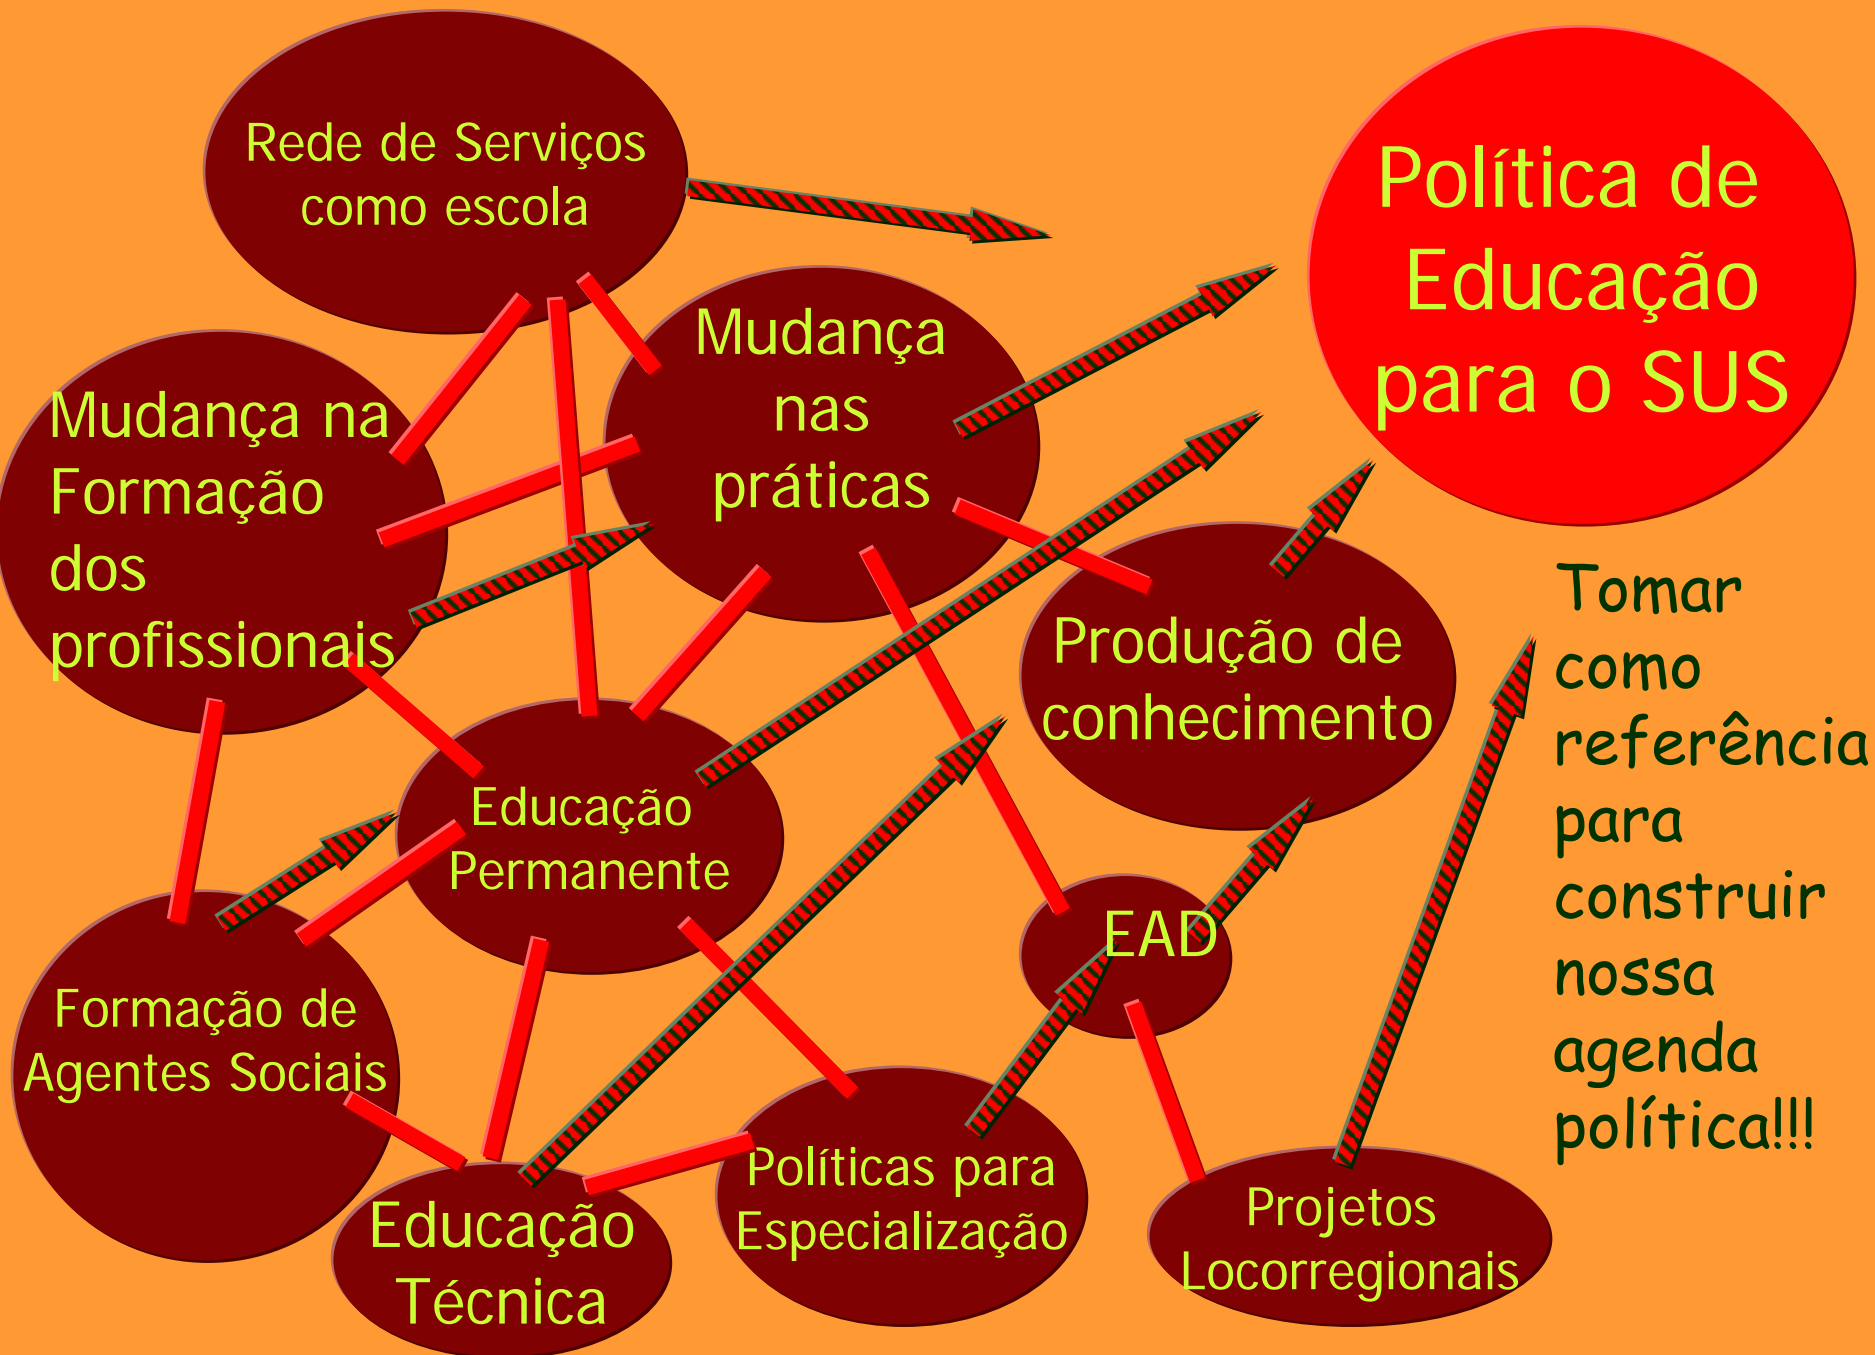 Rede de Serviços
como escola
Política de
Educação
para o SUS
Mudança
nas
práticas
Mudança na
Formação
dos
profissionais
Produção de
conhecimento
Tomar
como
referência
para
construir
nossa
agenda
política!!!
Educação
Permanente
EAD
Formação de
Agentes Sociais
Educação
Técnica
Políticas para
Especialização
Projetos
Locorregionais